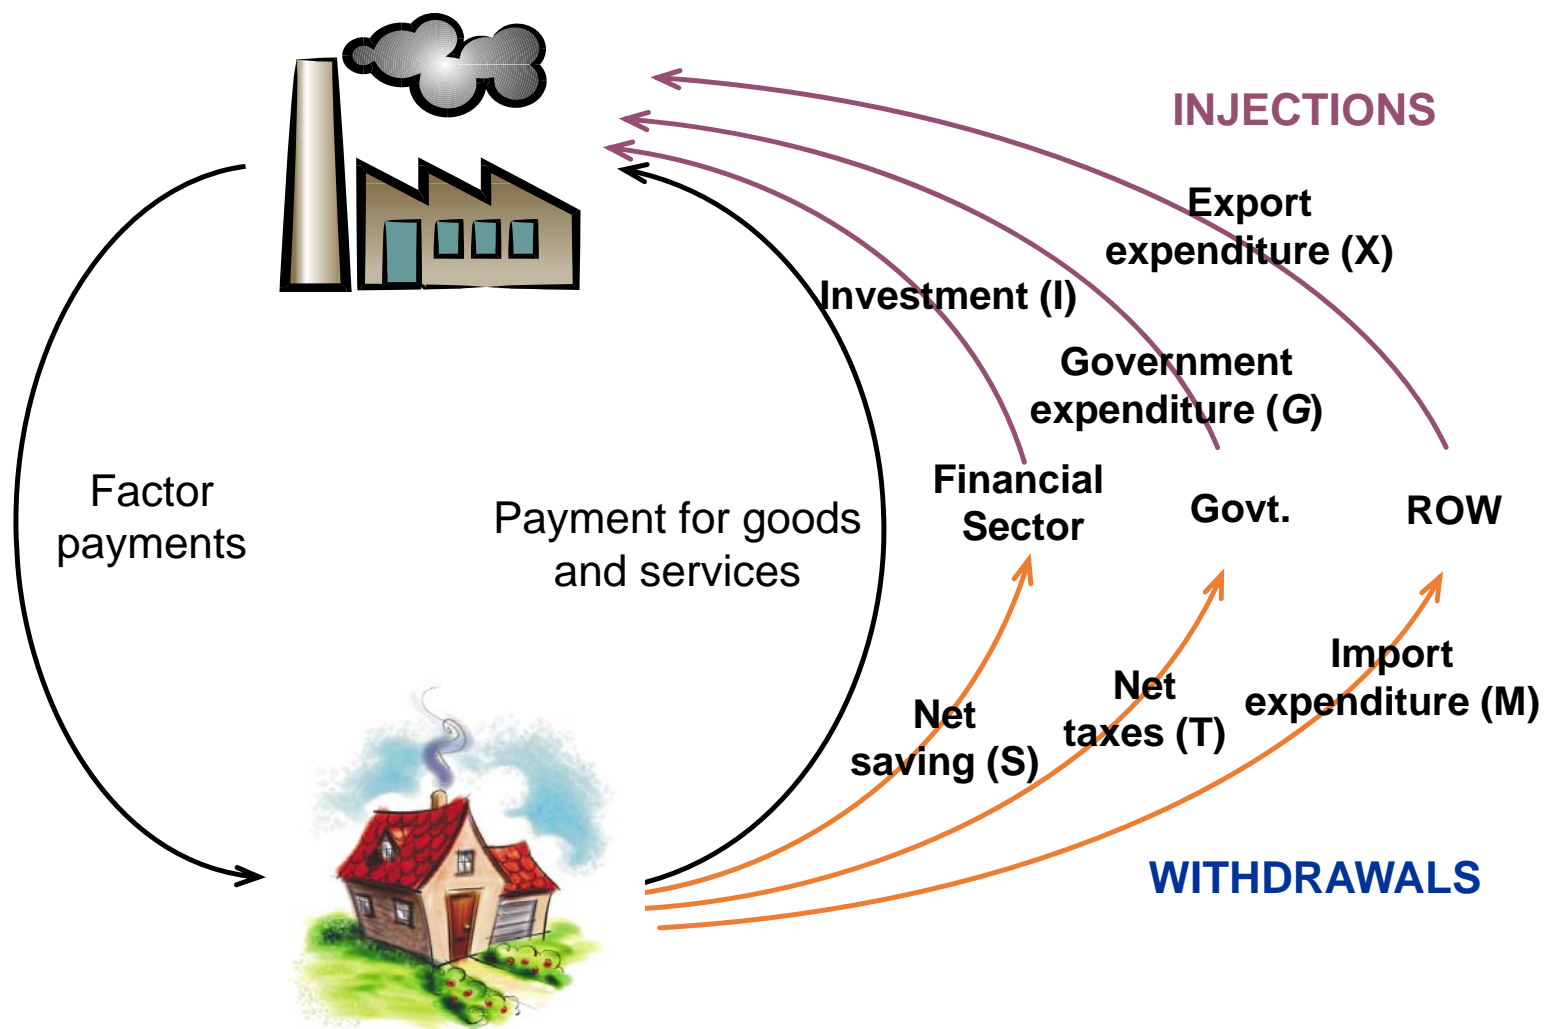 INJECTIONS
Export
expenditure (X)
Investment (I)
Government
expenditure (G)
Factor
payments
Payment for goods
and services
Financial
Sector
Govt.
ROW
Net
saving (S)
Net
taxes (T)
Import
expenditure (M)
WITHDRAWALS